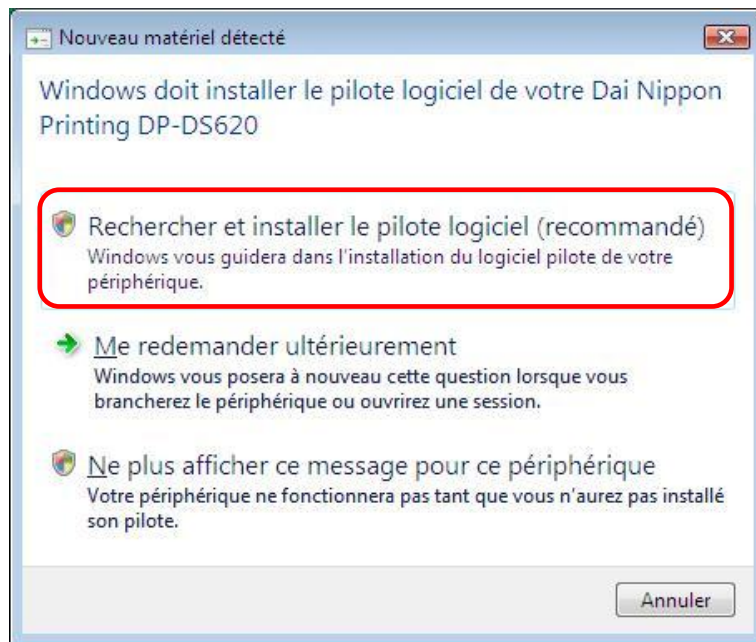 Nouveau matériel détecté
Windows doit installer le pilote logiciel de votre Dai Nippon
Printing DP-DS620
Rechercher et installer le pilote logiciel (recommandé)
Windows vous guidera dans l'installation du logiciel pilote de votre
périphérique.
Me redemander ultérieurement
Windows vous posera à nouveau cette question lorsque vous
brancherez le périphérique ou ouvrirez une session.
Ne plus afficher ce message pour ce périphérique
Votre périphérique ne fonctionnera pas tant que vous n'aurez pas installé
son pilote.
Annuler